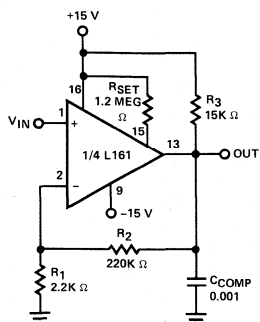 +15 V
16
RSET
1.2 MEG
Ω
R3
15K Ω
15
VIN
1
+
13
OUT
1/4 L161
2
−
9
−15 V
R2
220K Ω
R1
2.2K Ω
CCOMP
0.001